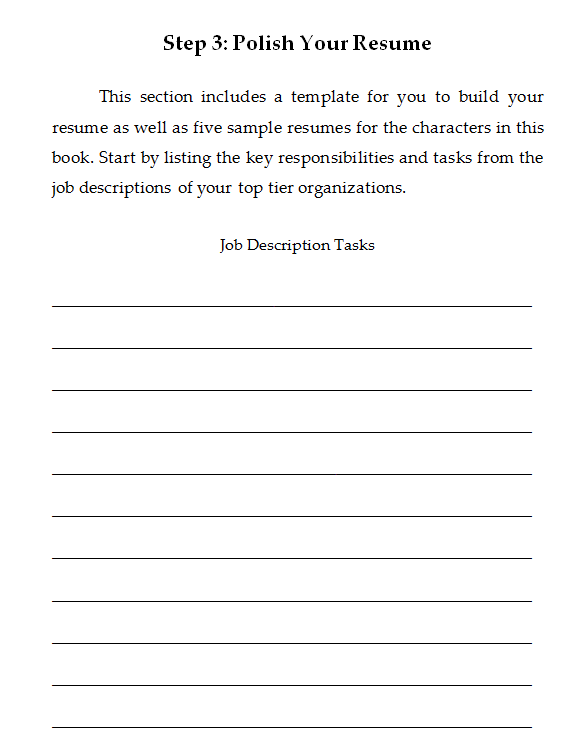 Step 3: Polish Your Resume
This section includes a template for you to build your
resume as well as five sample resumes for the characters in this
book. Start by listing the key responsibilities and tasks from the
job descriptions of your top tier organizations.
Job Description Tasks